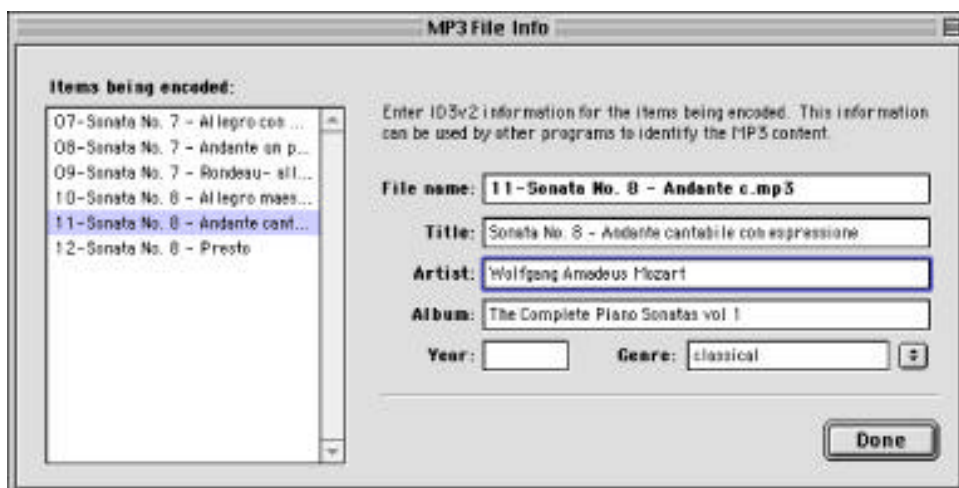 MP3 File Info
Items being encoded:
07-Sonata No. 7 - Allegro con ...
08-Sonata No. 7 - Andante un p...
09-Sonata No. 7 - Rondeau- all...
10-Sonata No. 8 - Allegro maes...
11-Sonata No. 8 - Andante cant...
12-Sonata No. 8 - Presto
Enter ID3v2 information for the items being encoded. This information
can be used by other programs to identify the MP3 content.
File name: 11-Sonata No. 8 - Andante c.mp3
Title: Sonata No. 8 - Andante cantabile con espressione
Artist: Wolfgang Amadeus Mozart
Album: The Complete Piano Sonatas vol 1
Year: Genre: classical
Done